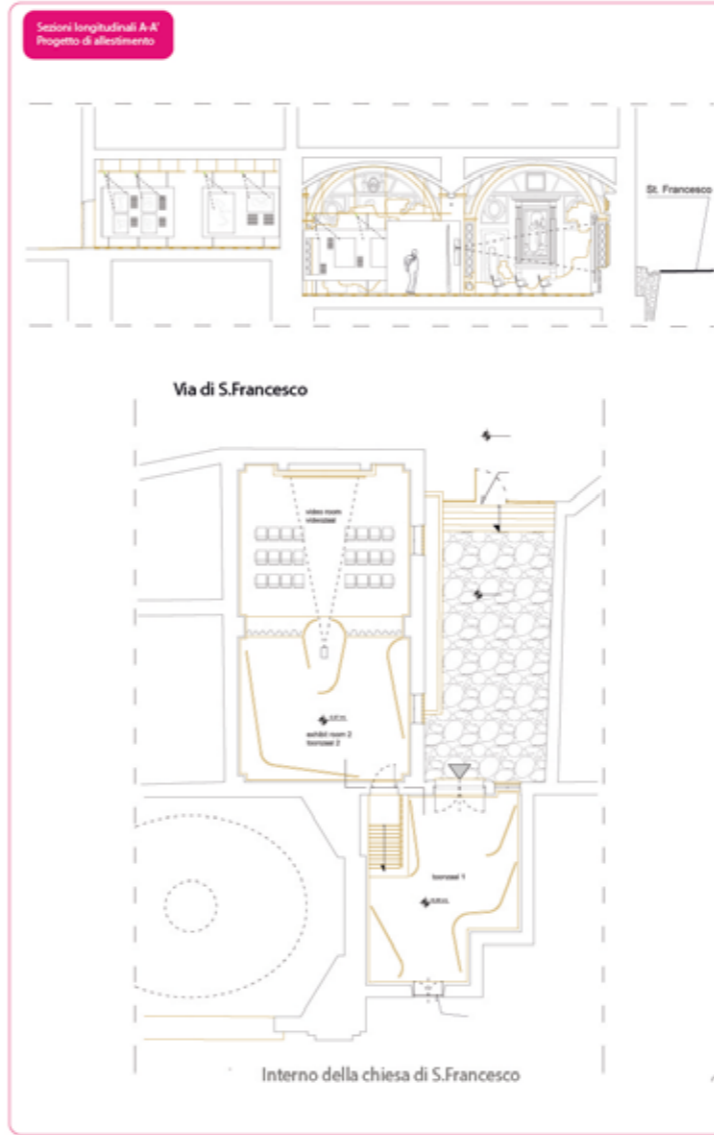 Sezioni longitudinali A-A'
Progetto di allestimento
St. Francesco
Via di S.Francesco
video room
videozaal
exhibit room 2
toonzaal 2
toonzaal 1
Interno della chiesa di S.Francesco